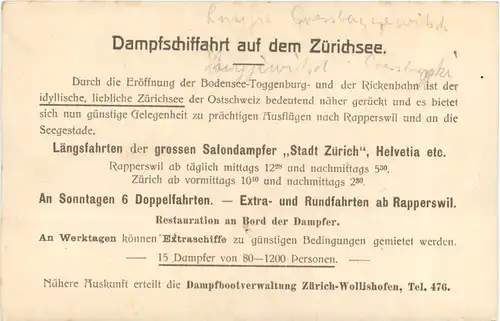 Dampfschiffahrt auf dem Zürichsee.
Durch die Eröffnung der Bodensee-Toggenburg- und der Rickenbahn ist der
idyllische, liebliche Zürichsee der Ostschweiz bedeutend näher gerückt und es bietet
sich nun günstige Gelegenheit zu prächtigen Ausflügen nach Rapperswil und an die
Seegestade.
Längsfahrten der grossen Salondampfer „Stadt Zürich", Helvetia etc.
Rapperswil ab täglich mittags 12²⁸ und nachmittags 5³⁰.
Zürich ab vormittags 10¹⁰ und nachmittags 2³⁰.
An Sonntagen 6 Doppelfahrten. — Extra- und Rundfahrten ab Rapperswil.
Restauration an Bord der Dampfer.
An Werktagen können Extraschiffe zu günstigen Bedingungen gemietet werden.
— 15 Dampfer von 80—1200 Personen. —
Nähere Auskunft erteilt die Dampfbootverwaltung Zürich-Wollishofen, Tel. 476.